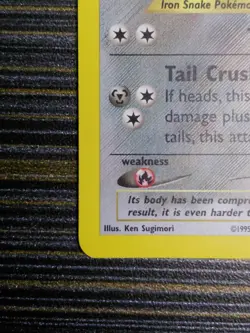 Iron Snake Pokémo
Tail Crus
If heads, this
damage plus
tails, this att
weakness
Its body has been compr
result, it is even harder t
Illus. Ken Sugimori
©1995